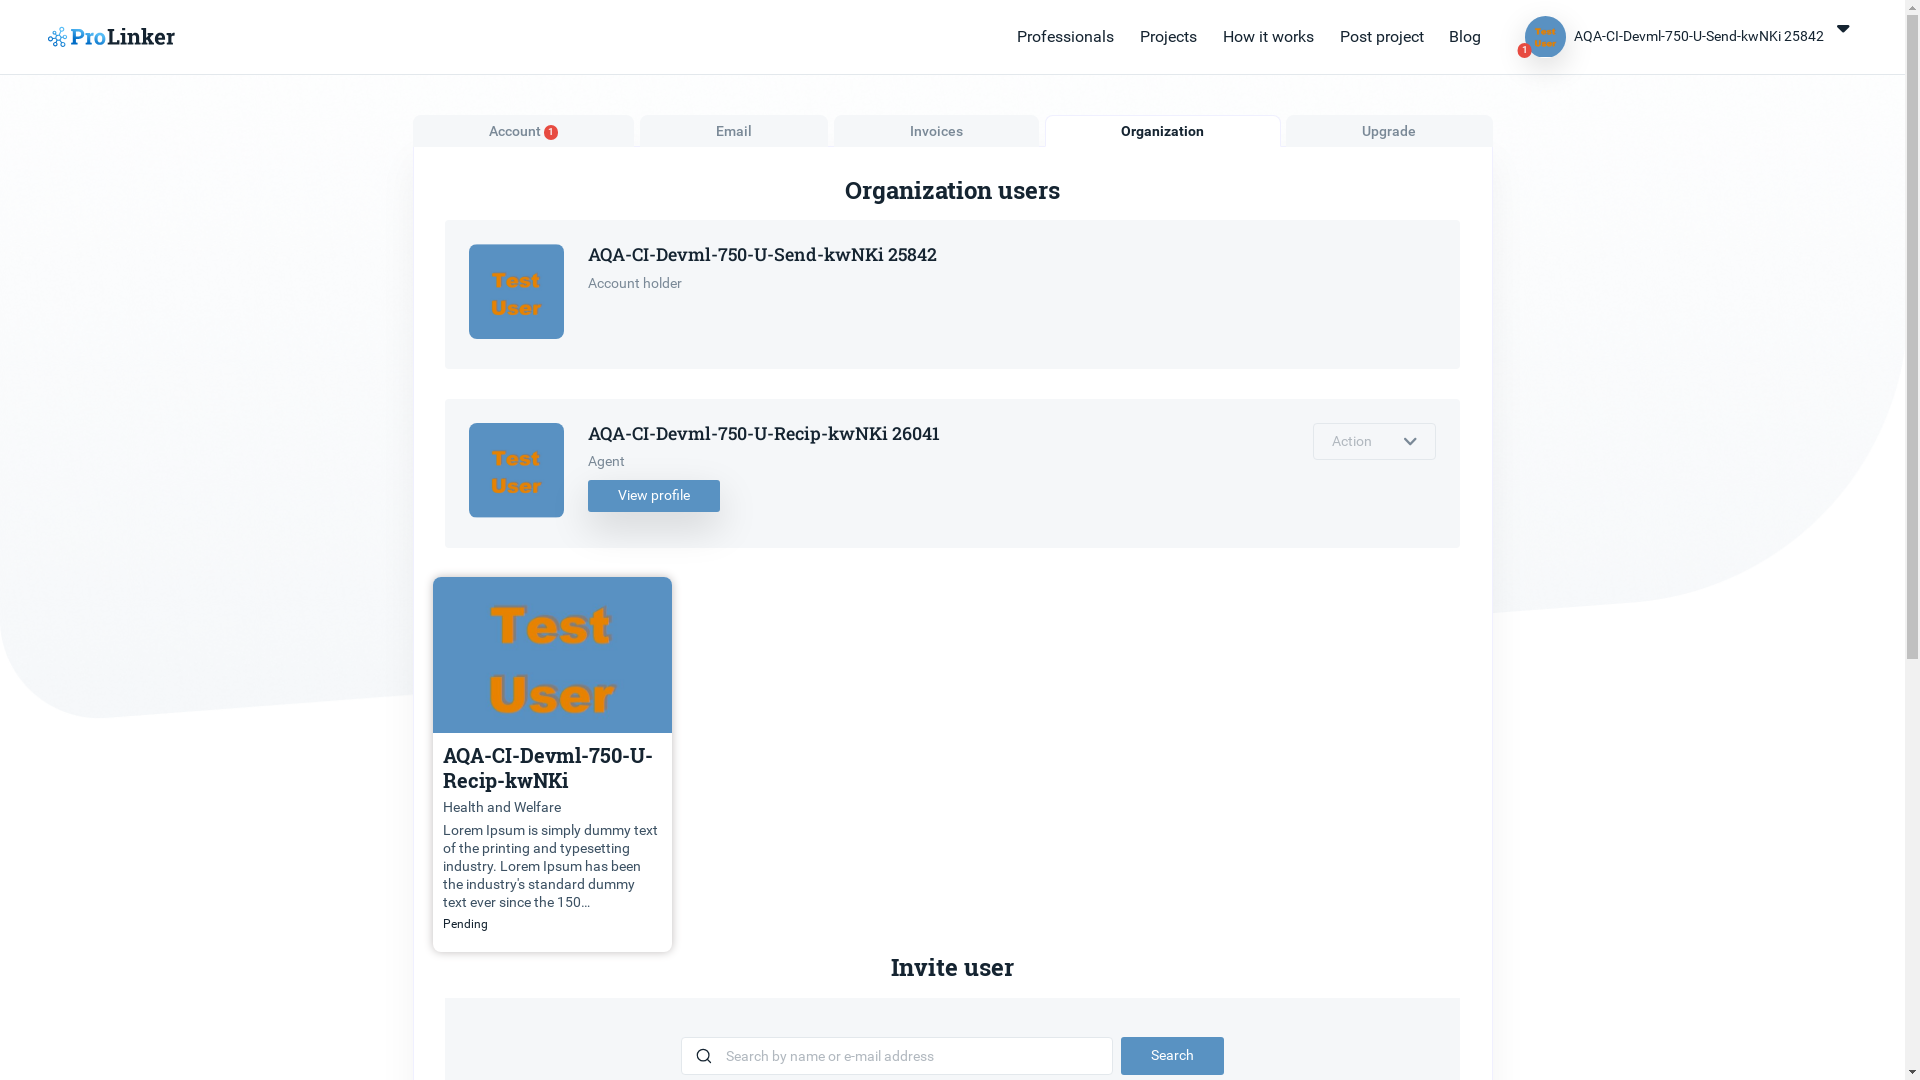 ProLinker
Professionals Projects How it works Post project Blog
Test
User
1
AQA-CI-Devml-750-U-Send-kwNKi 25842
Account 1
Email
Invoices
Organization
Upgrade
Organization users
Test
User
AQA-CI-Devml-750-U-Send-kwNKi 25842
Account holder
Test
User
AQA-CI-Devml-750-U-Recip-kwNKi 26041
Agent
View profile
Action
Test
User
AQA-CI-Devml-750-U-
Recip-kwNKi
Health and Welfare
Lorem Ipsum is simply dummy text
of the printing and typesetting
industry. Lorem Ipsum has been
the industry's standard dummy
text ever since the 150...
Pending
Invite user
Search by name or e-mail address
Search